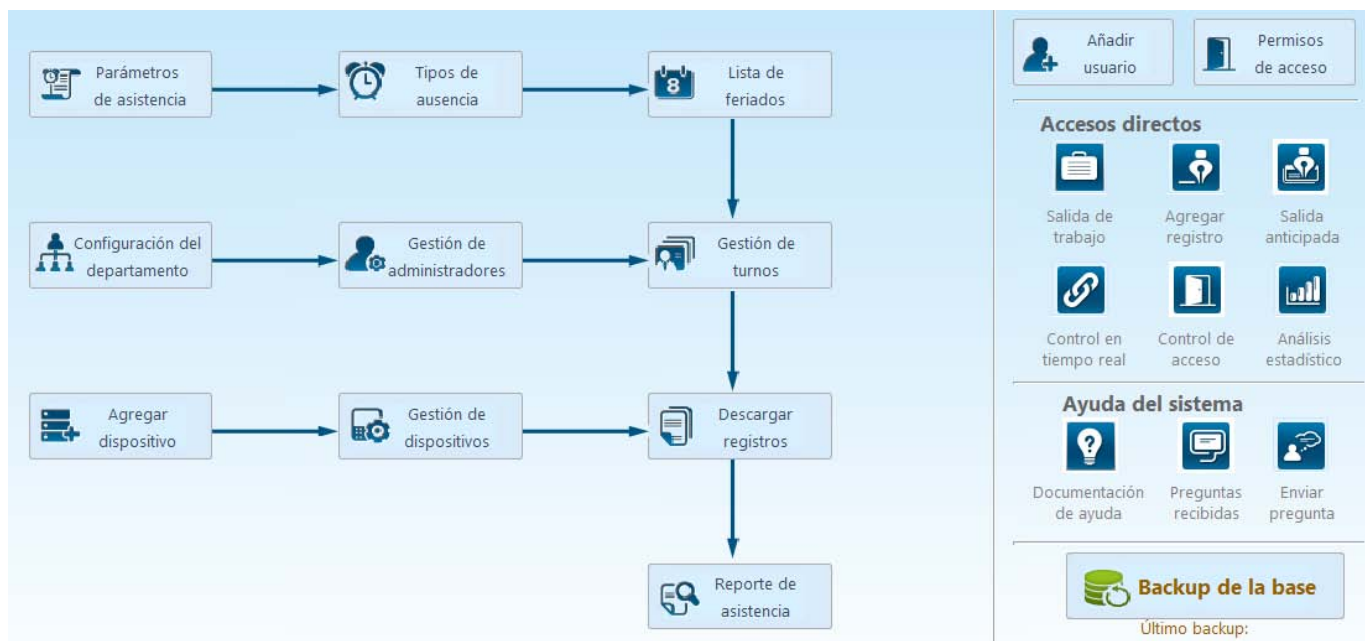 Parámetros
de asistencia
Tipos de
ausencia
8
Lista de
feriados
Configuración del
departamento
Gestión de
administradores
Gestión de
turnos
Agregar
dispositivo
Gestión de
dispositivos
Descargar
registros
Reporte de
asistencia
Añadir
usuario
Permisos
de acceso
Accesos directos
Salida de
trabajo
Agregar
registro
Salida
anticipada
Control en
tiempo real
Control de
acceso
Análisis
estadístico
Ayuda del sistema
?
Documentación
de ayuda
Preguntas
recibidas
Enviar
pregunta
Backup de la base
Último backup: